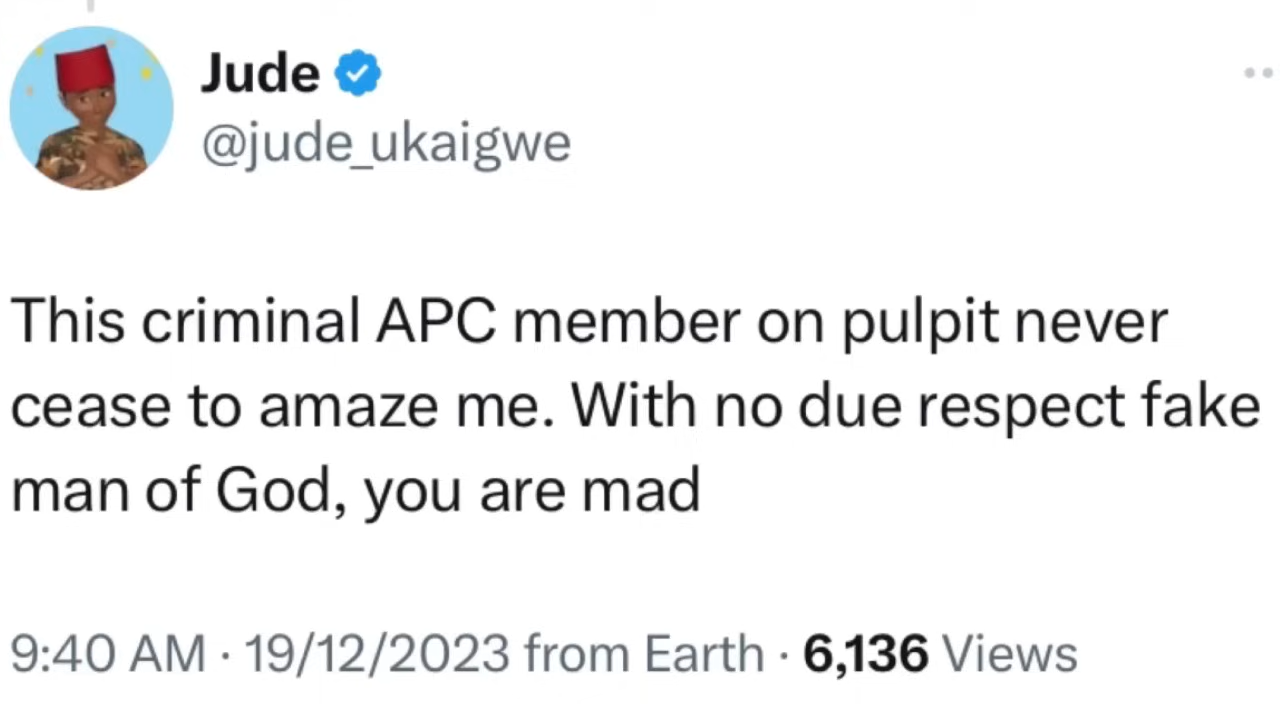 Jude
@jude_ukaigwe
This criminal APC member on pulpit never
cease to amaze me. With no due respect fake
man of God, you are mad
9:40 AM · 19/12/2023 from Earth · 6,136 Views